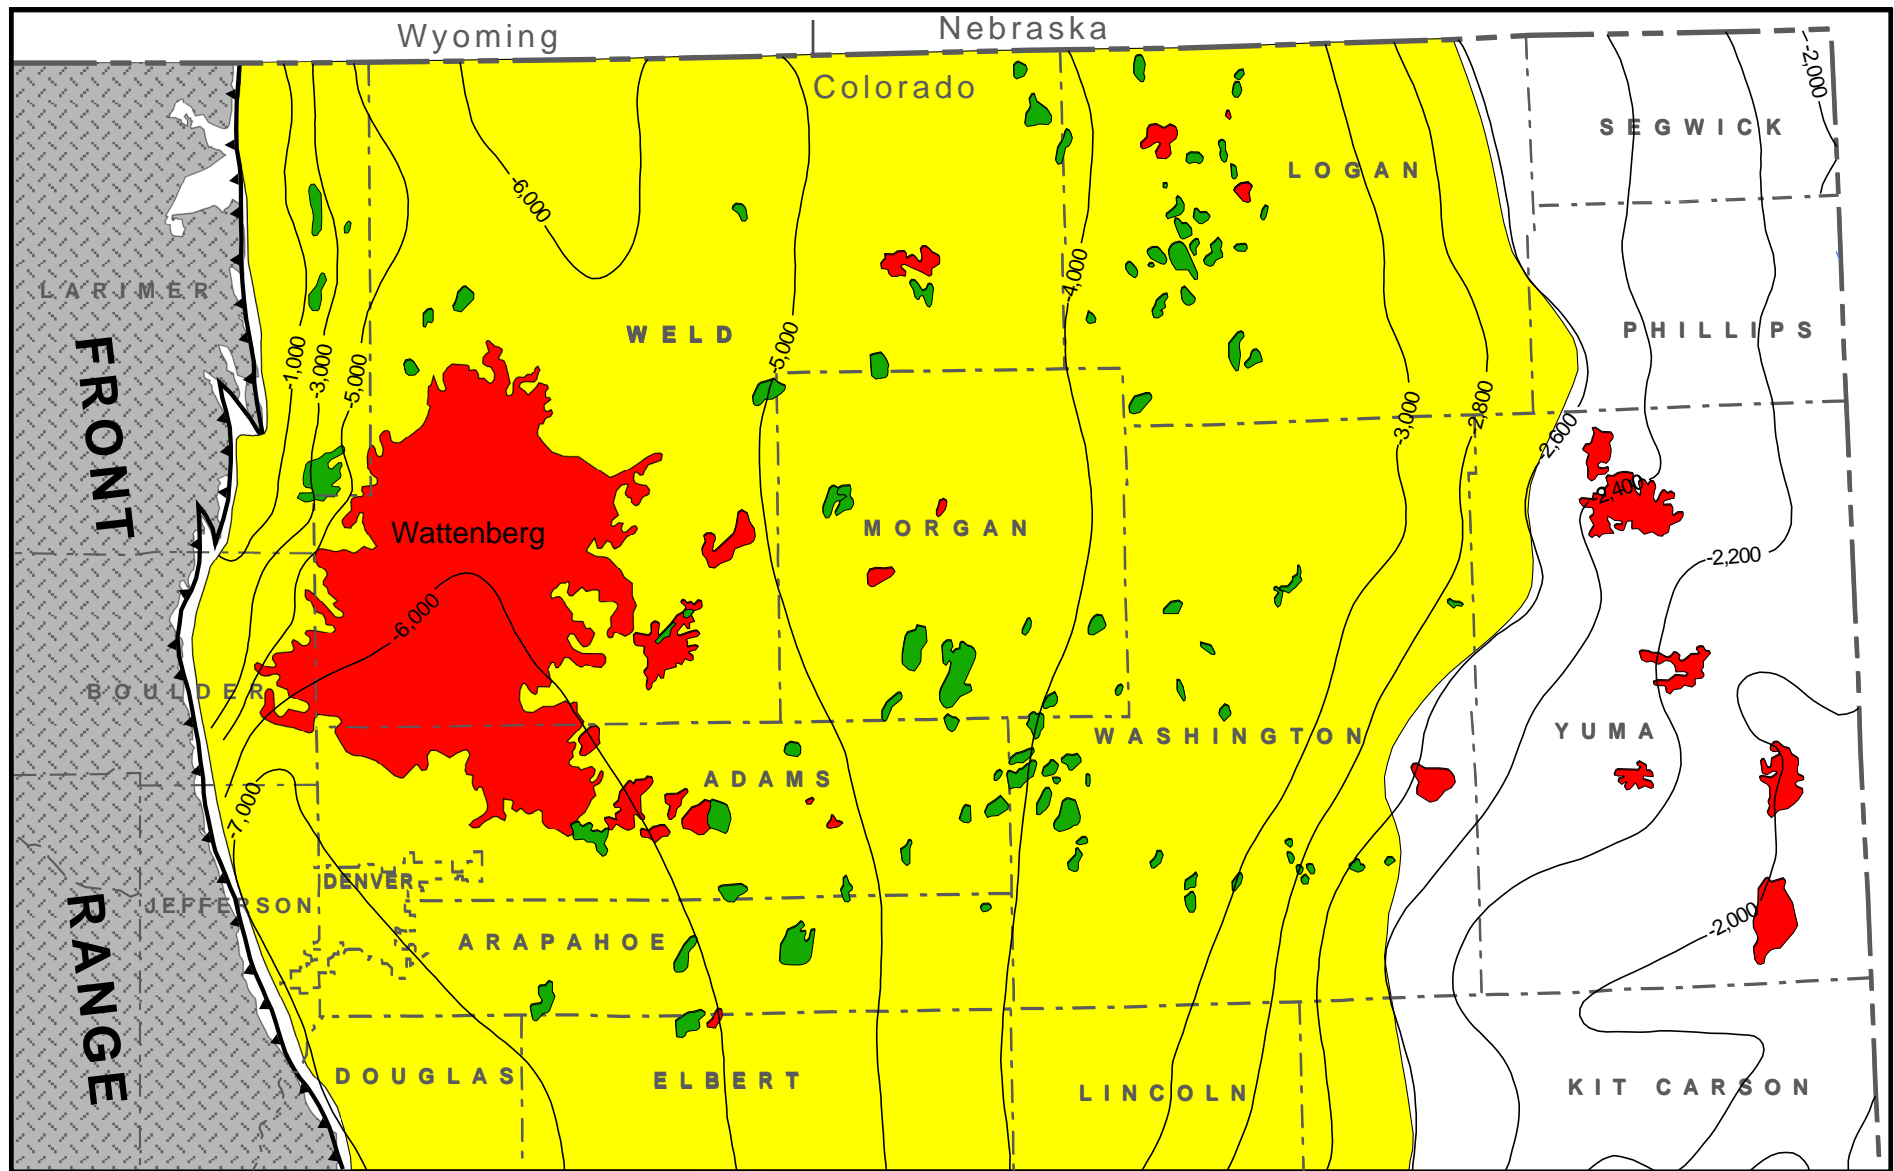 Wyoming
Nebraska
Colorado
-2,000
SEGWICK
LOGAN
-6,000
-4,000
LARIMER
WELD
PHILLIPS
FRONT
-1,000
-3,000
-5,000
-5,000
-3,000
-2,800
-2,600
-2,400
Wattenberg
MORGAN
-2,200
-6,000
BOULDER
WASHINGTON
YUMA
ADAMS
-7,000
DENVER
JEFFERSON
ARAPAHOE
-2,000
RANGE
DOUGLAS
ELBERT
LINCOLN
KIT CARSON